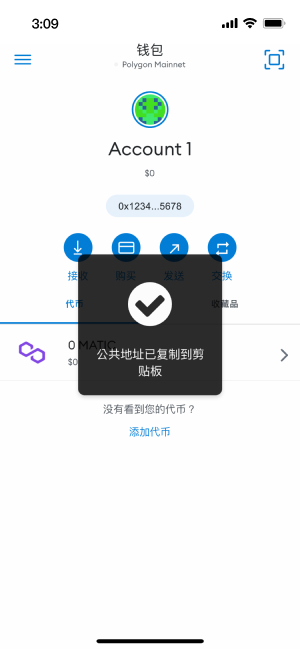 3:09
钱包
Polygon Mainnet
Account 1
$0
0x1234...5678
接收
购买
发送
交换
代币
收藏品
公共地址已复制到剪
贴板
0 MATIC
$0
没有看到您的代币？
添加代币